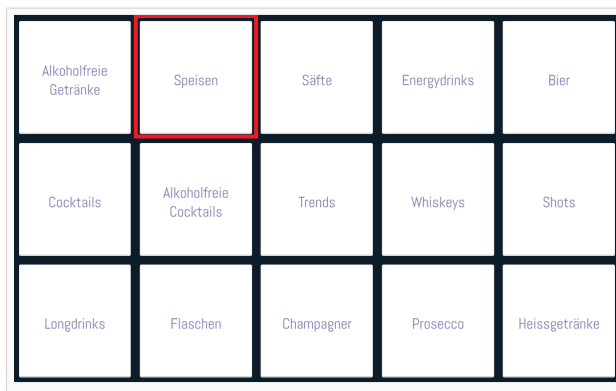 Alkoholfreie
Getränke
Speisen
Säfte
Energydrinks
Bier
Cocktails
Alkoholfreie
Cocktails
Trends
Whiskeys
Shots
Longdrinks
Flaschen
Champagner
Prosecco
Heissgetränke